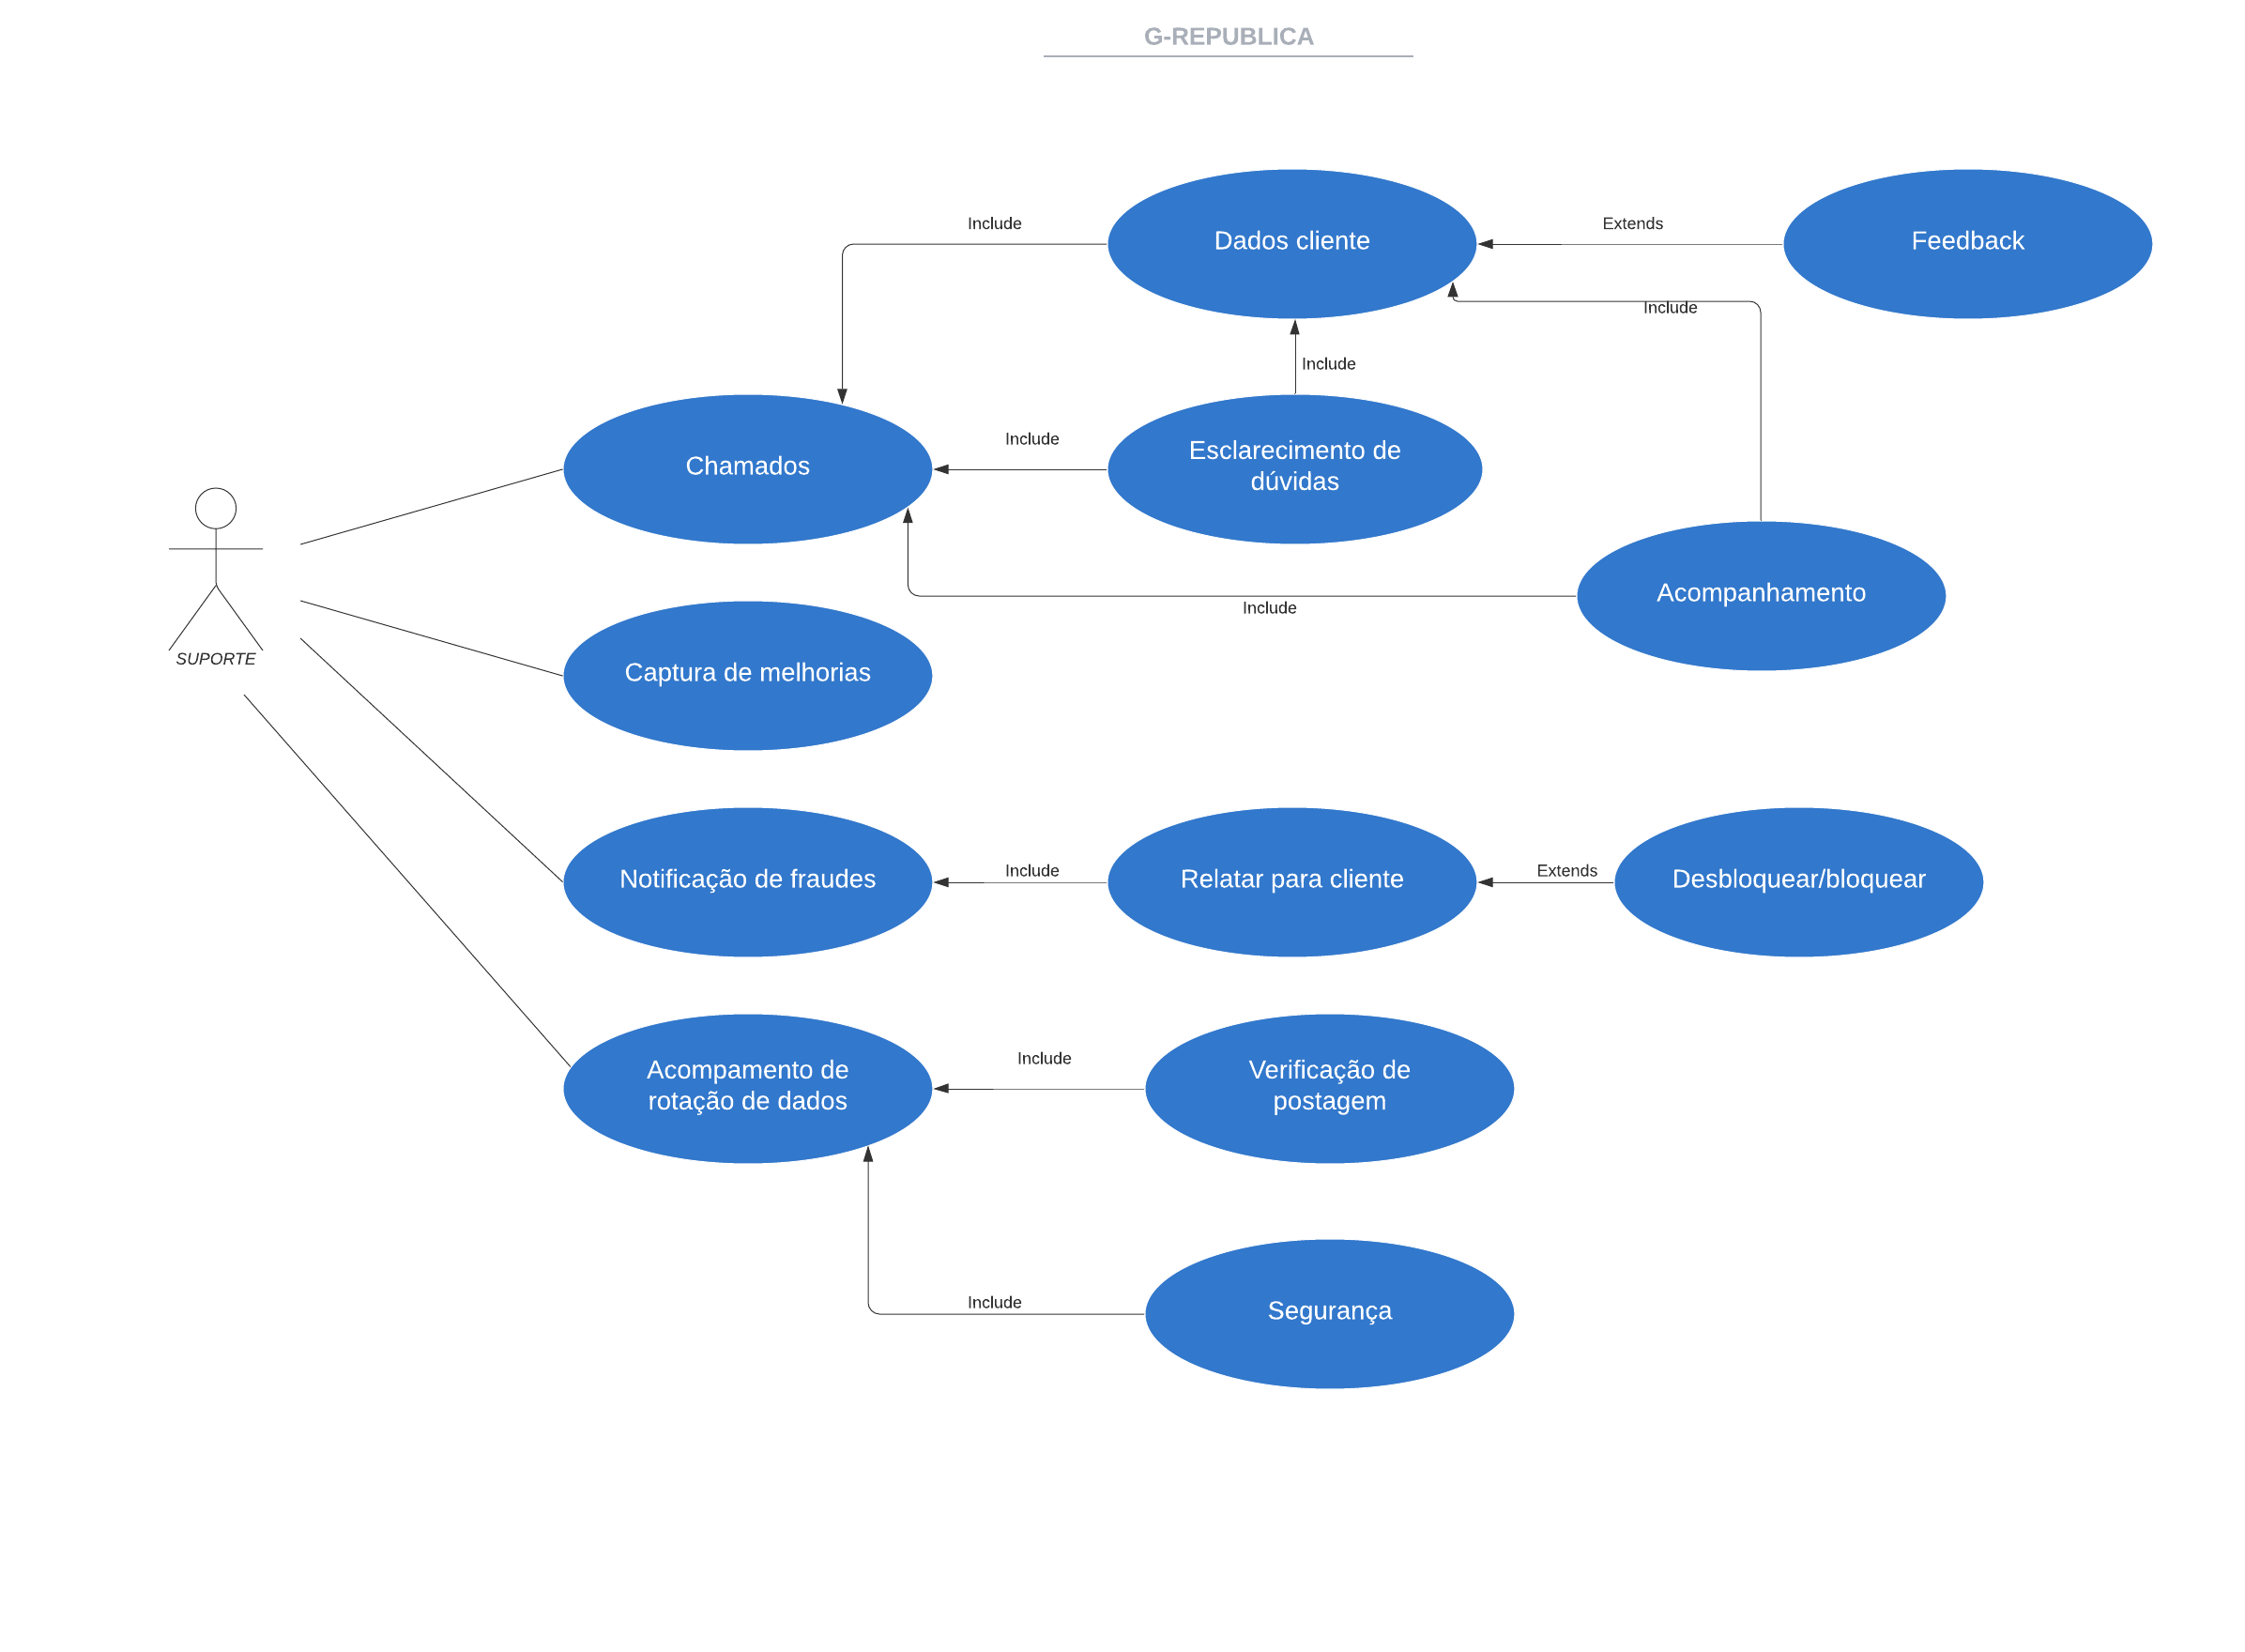 G-REPUBLICA
Include
Dados cliente
Extends
Feedback
Include
Include
Include
Chamados
Esclarecimento de
dúvidas
Acompanhamento
Include
SUPORTE
Captura de melhorias
Notificação de fraudes
Include
Relatar para cliente
Extends
Desbloquear/bloquear
Acompamento de
rotação de dados
Include
Verificação de
postagem
Include
Segurança